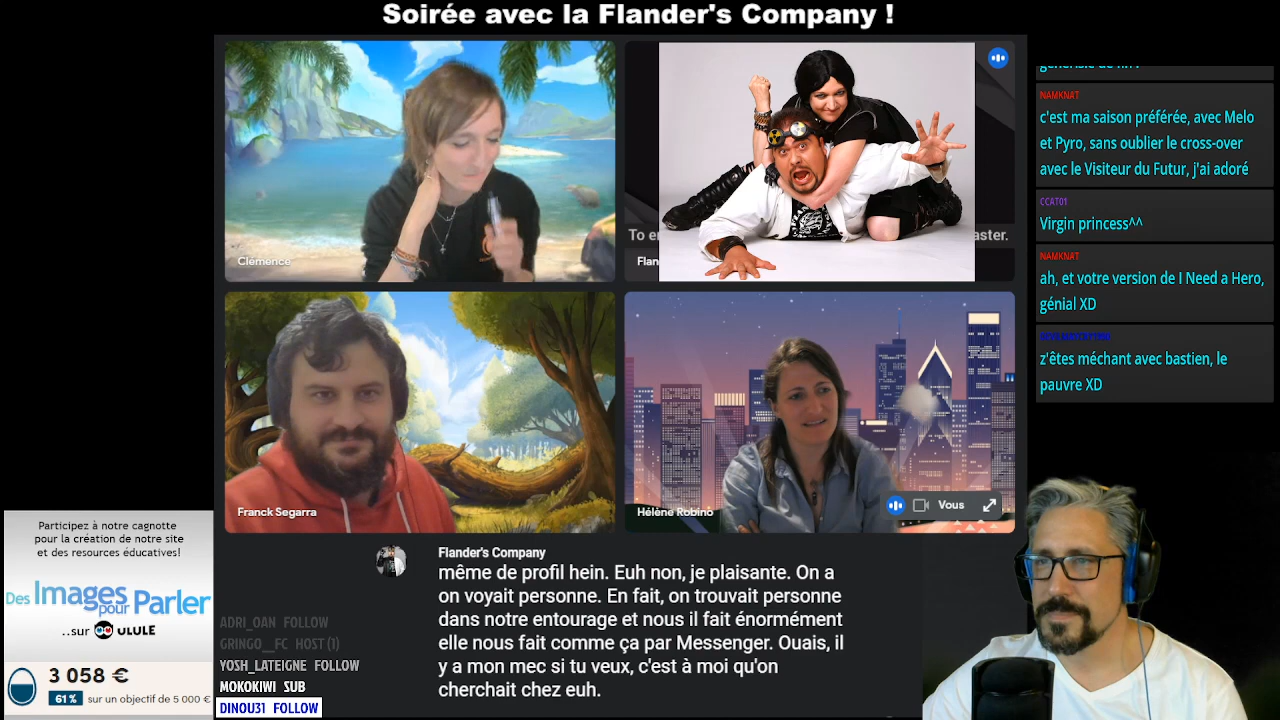 Soirée avec la Flander's Company !
Clémence
To e
aster.
Flan
Franck Segarra
Hélène Robino
Vous
NAMKNAT
c'est ma saison préférée, avec Melo
et Pyro, sans oublier le cross-over
avec le Visiteur du Futur, j'ai adoré
CCAT01
Virgin princess^^
NAMKNAT
ah, et votre version de I Need a Hero,
génial XD
z'êtes méchant avec bastien, le
pauvre XD
Participez à notre cagnotte
pour la création de notre site
et des resources éducatives!
Des Images pour Parler
..sur ULULE
3 058 €
61 % sur un objectif de 5 000 €
ADRI_OAN FOLLOW
GRINGO__FC HOST (1)
YOSH_LATEIGNE FOLLOW
MOKOKIWI SUB
DINOU31 FOLLOW
Flander's Company
même de profil hein. Euh non, je plaisante. On a
on voyait personne. En fait, on trouvait personne
dans notre entourage et nous il fait énormément
elle nous fait comme ça par Messenger. Ouais, il
y a mon mec si tu veux, c'est à moi qu'on
cherchait chez euh.